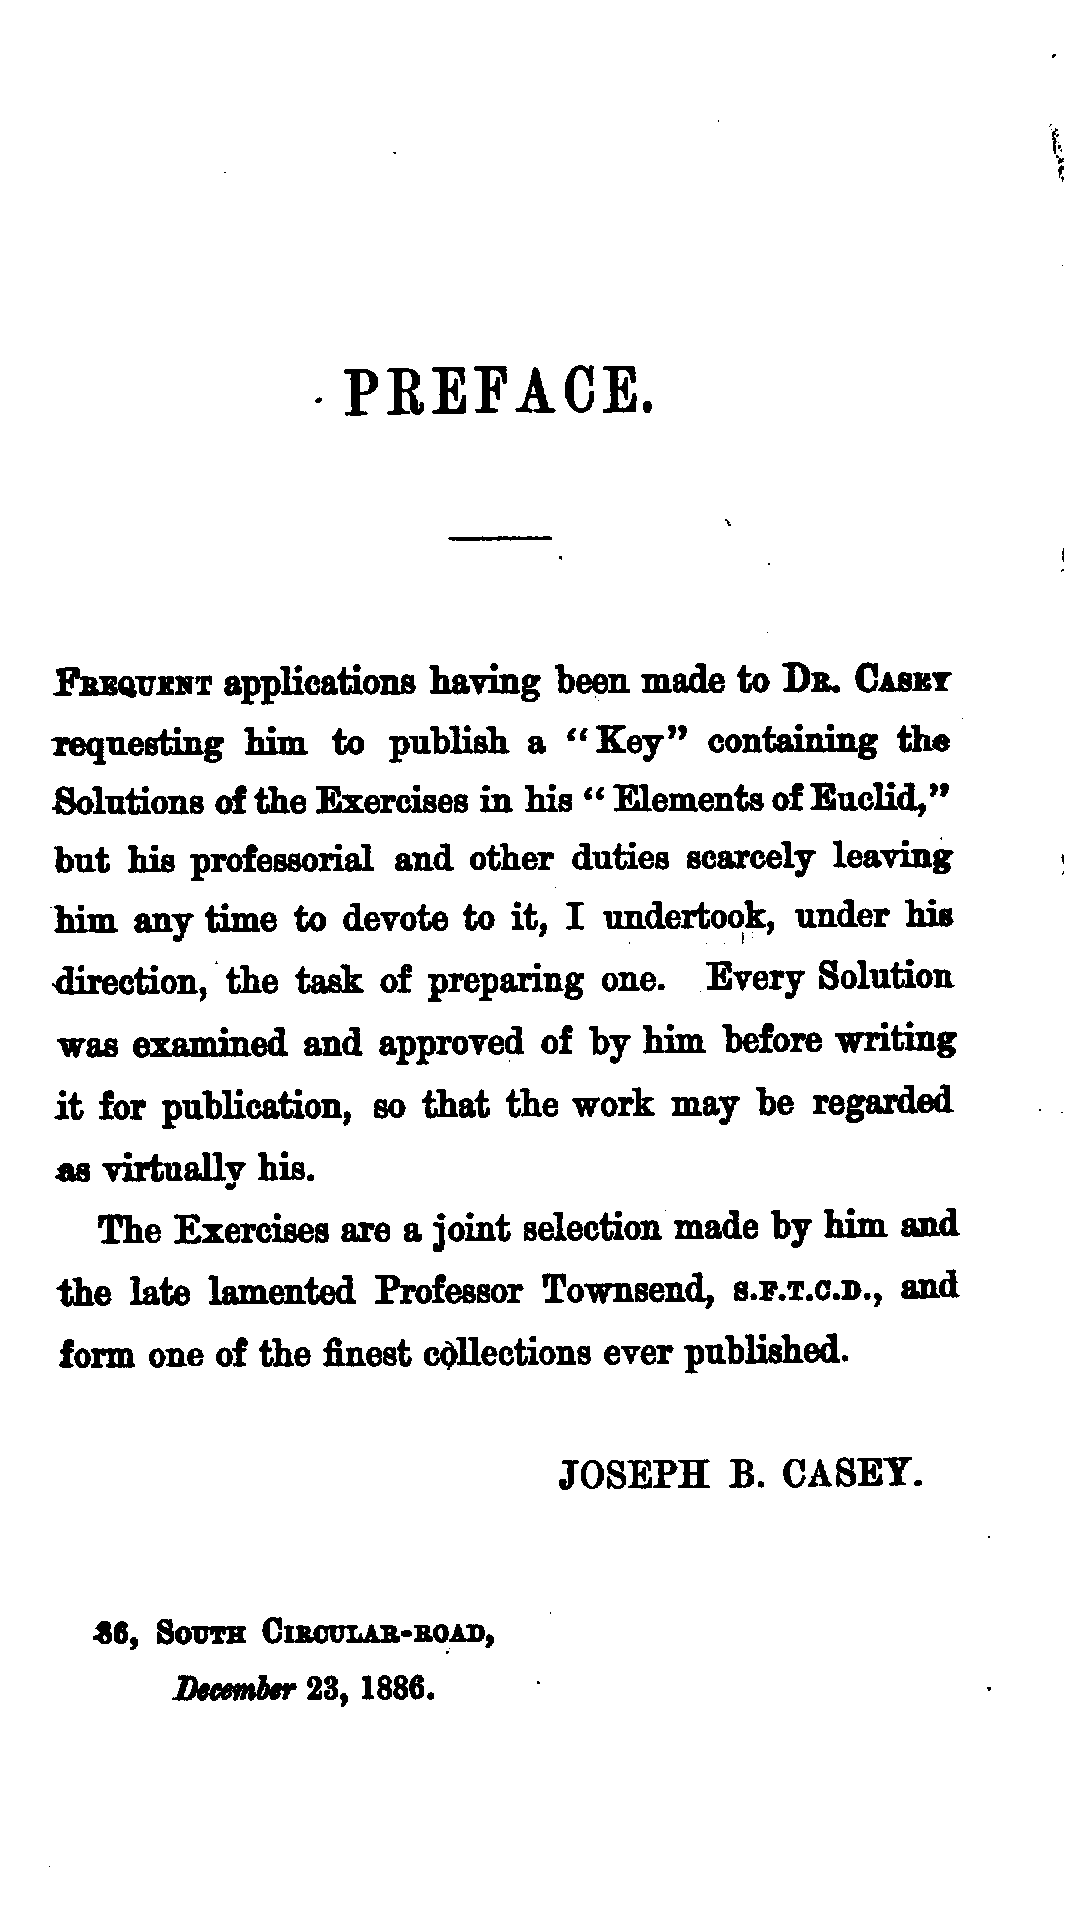 PREFACE.
FREQUENT applications having been made to DR. CASEY
requesting him to publish a “Key” containing the
Solutions of the Exercises in his “Elements of Euclid,”
but his professorial and other duties scarcely leaving
him any time to devote to it, I undertook, under his
direction, the task of preparing one. Every Solution
was examined and approved of by him before writing
it for publication, so that the work may be regarded
as virtually his.
The Exercises are a joint selection made by him and
the late lamented Professor Townsend, S.F.T.C.D., and
form one of the finest collections ever published.
JOSEPH B. CASEY.
86, SOUTH CIRCULAR-ROAD,
December 23, 1886.